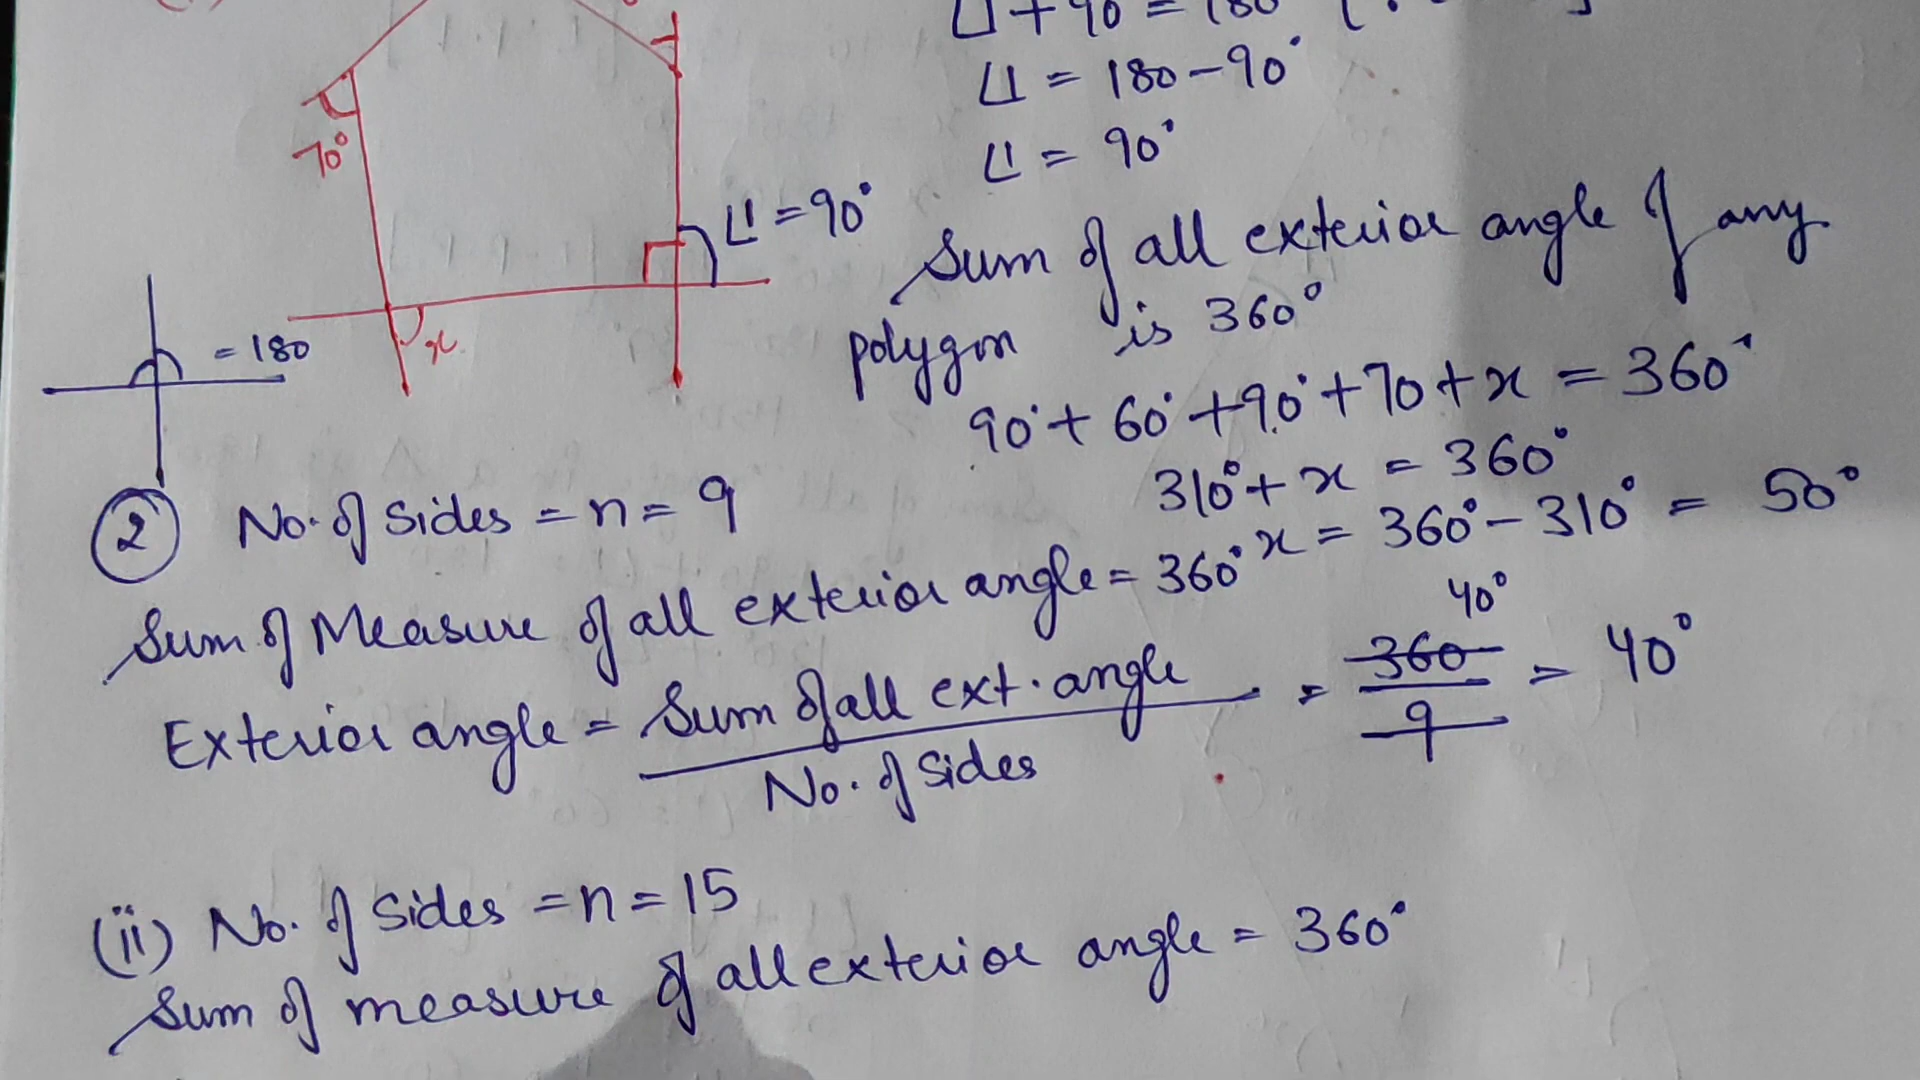 ∠1 + 90 = 180
∠1 = 180 - 90°
∠1 = 90°
70°
∠1 = 90°
x
= 180
Sum of all exterior angle of any
polygon is 360°
90° + 60° + 90° + 70 + x = 360°
310° + x = 360°
x = 360° - 310° = 50°
② No. of Sides = n = 9
Sum of Measure of all exterior angle = 360°
Exterior angle = Sum of all ext. angle / No. of Sides = 360 / 9 = 40°
40°
(ii) No. of Sides = n = 15
Sum of measure of all exterior angle = 360°